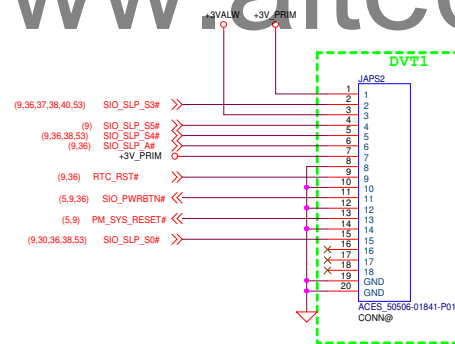 +3VALW +3V_PRIM
DVT1
JAPS2
1 1
(9,36,37,38,40,53) SIO_SLP_S3# 2 2
3 3
(9) SIO_SLP_S5# 4 4
(9,36,38,53) SIO_SLP_S4# 5 5
(9,36) SIO_SLP_A# 6 6
+3V_PRIM 7 7
8 8
(9,36) RTC_RST# 9 9
10 10
(5,9,36) SIO_PWRBTN# 11 11
12 12
(5,9) PM_SYS_RESET# 13 13
14 14
(9,30,36,38,53) SIO_SLP_S0# 15 15
16 16
17 17
18 18
19 GND
20 GND
ACES_50506-01841-P01
CONN@